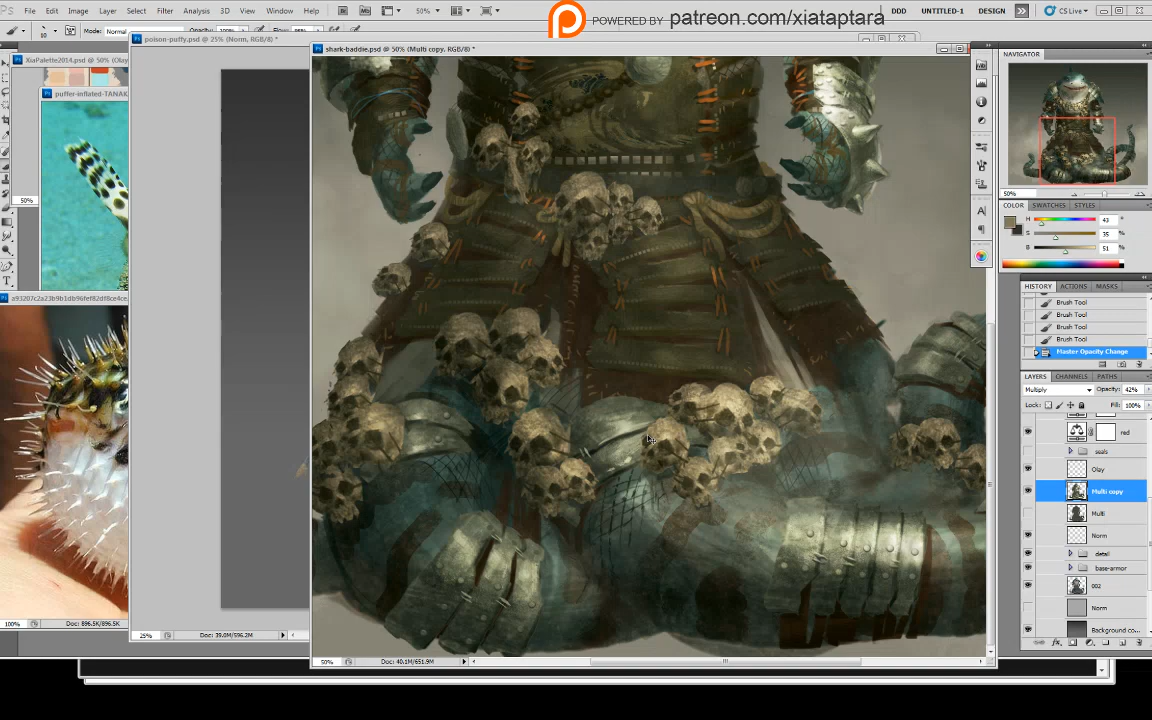 File Edit Image Layer Select Filter Analysis 3D View Window Help 50%
POWERED BY patreon.com/xiataptara
DDD UNTITLED-1 DESIGN CS Live
10 Mode: Opacity: 100%
poison-puffy.psd @ 25% (Norm, RGB/8) *
shark-baddie.psd @ 50% (Multi copy, RGB/8) *
XiaPalette2014.psd @ 50% (Olay
puffer-inflated-TANAK
50%
a93207c2a23b9b1db96fef82df8ce4ce
100% Doc: 896.5K/896.5K
25% Doc: 39.0M/596.2M
50% Doc: 40.1M/651.9M
NAVIGATOR
50%
COLOR SWATCHES STYLES
H 43 °
S 35 %
B 51 %
HISTORY ACTIONS MASKS
Brush Tool
Brush Tool
Brush Tool
Brush Tool
Master Opacity Change
LAYERS CHANNELS PATHS
Multiply Opacity: 42%
Lock: Fill: 100%
red
seals
Olay
Multi copy
Multi
Norm
detail
base-armor
002
Norm
Background co...